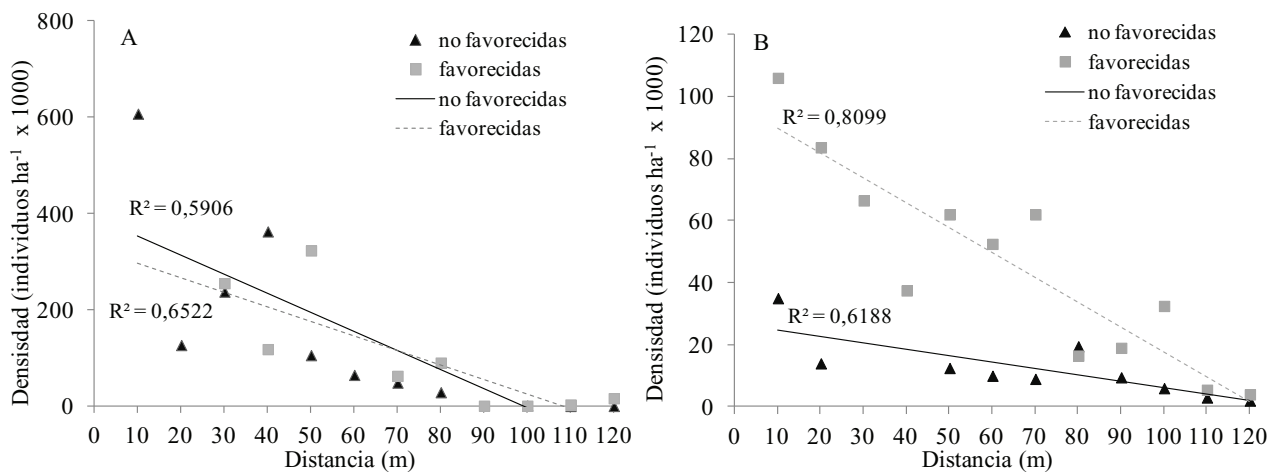 A
no favorecidas
favorecidas
no favorecidas
favorecidas
Densisdad (individuos ha-1 x 1000)
800
600
400
200
0
R² = 0,5906
R² = 0,6522
0 10 20 30 40 50 60 70 80 90 100 110 120
Distancia (m)
B
no favorecidas
favorecidas
no favorecidas
favorecidas
Densidad (individuos ha-1 x 1000)
120
100
80
60
40
20
0
R² = 0,8099
R² = 0,6188
0 10 20 30 40 50 60 70 80 90 100 110 120
Distancia (m)